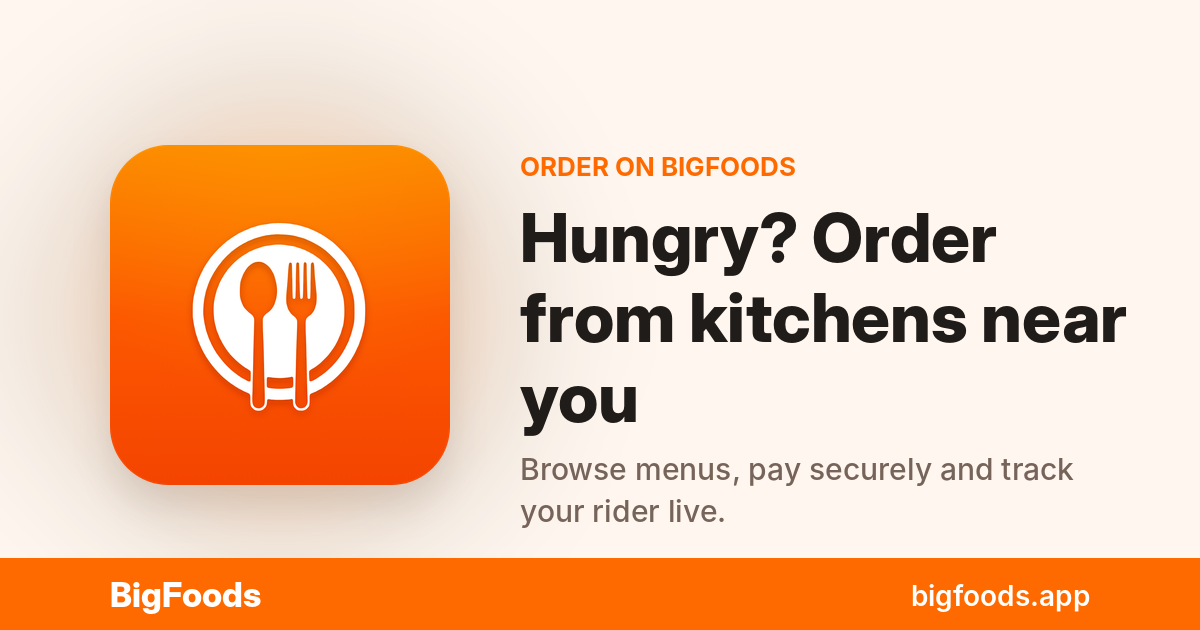 ORDER ON BIGFOODS
Hungry? Order
from kitchens near
you
Browse menus, pay securely and track
your rider live.
BigFoods
bigfoods.app